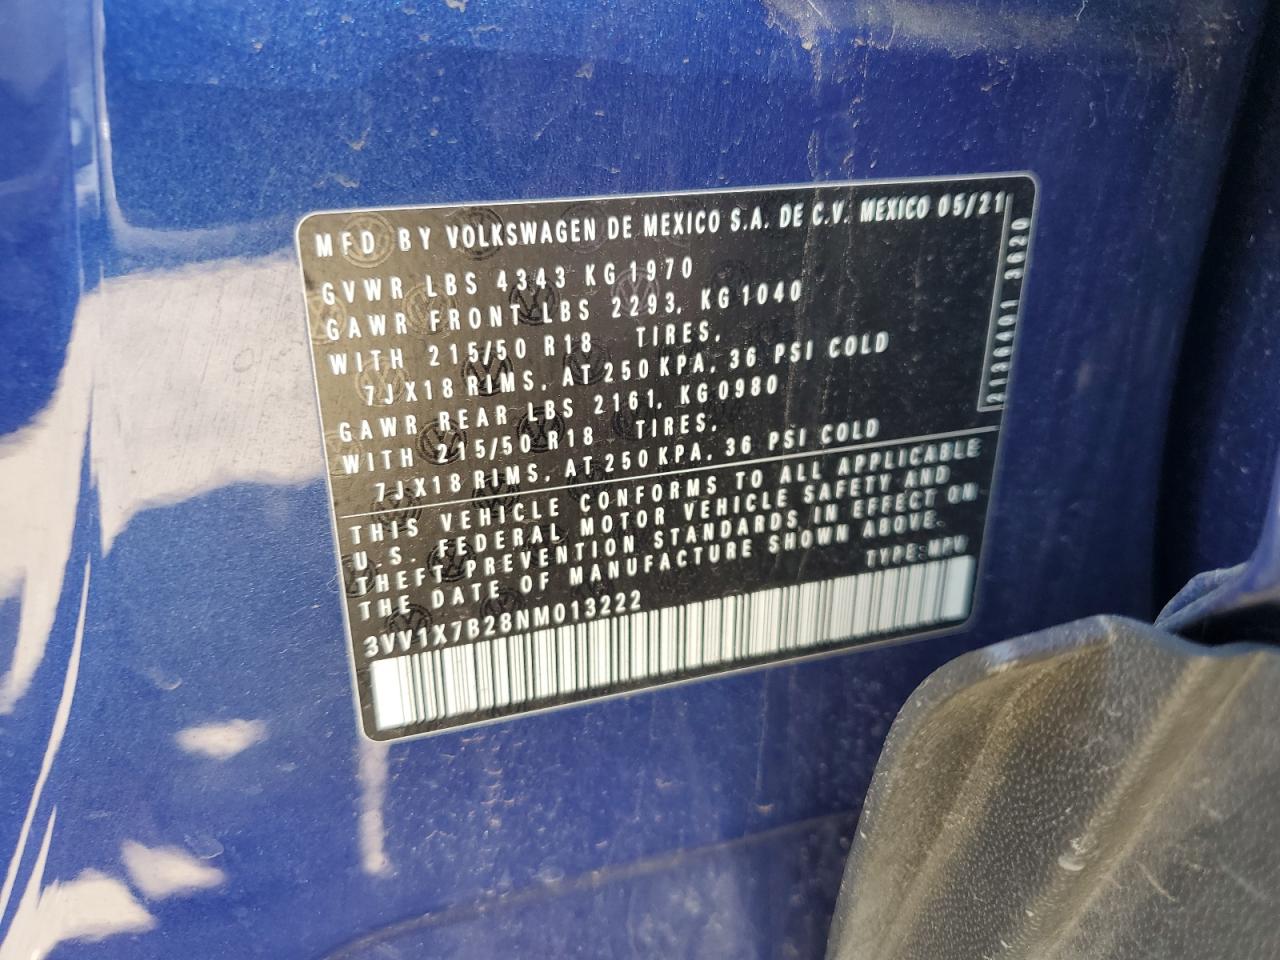 MFD BY VOLKSWAGEN DE MEXICO S.A. DE C.V. MEXICO 05/21
GVWR LBS 4343 KG 1970
GAWR FRONT LBS 2293, KG 1040
WITH 215/50 R18 TIRES,
7JX18 RIMS, AT 250 KPA, 36 PSI COLD
GAWR REAR LBS 2161, KG 0980
WITH 215/50 R18 TIRES,
7JX18 RIMS, AT 250 KPA, 36 PSI COLD
THIS VEHICLE CONFORMS TO ALL APPLICABLE
U.S. FEDERAL MOTOR VEHICLE SAFETY AND
THEFT PREVENTION STANDARDS IN EFFECT ON
THE DATE OF MANUFACTURE SHOWN ABOVE.
TYPE: MPV
3VV1X7B28NM013222